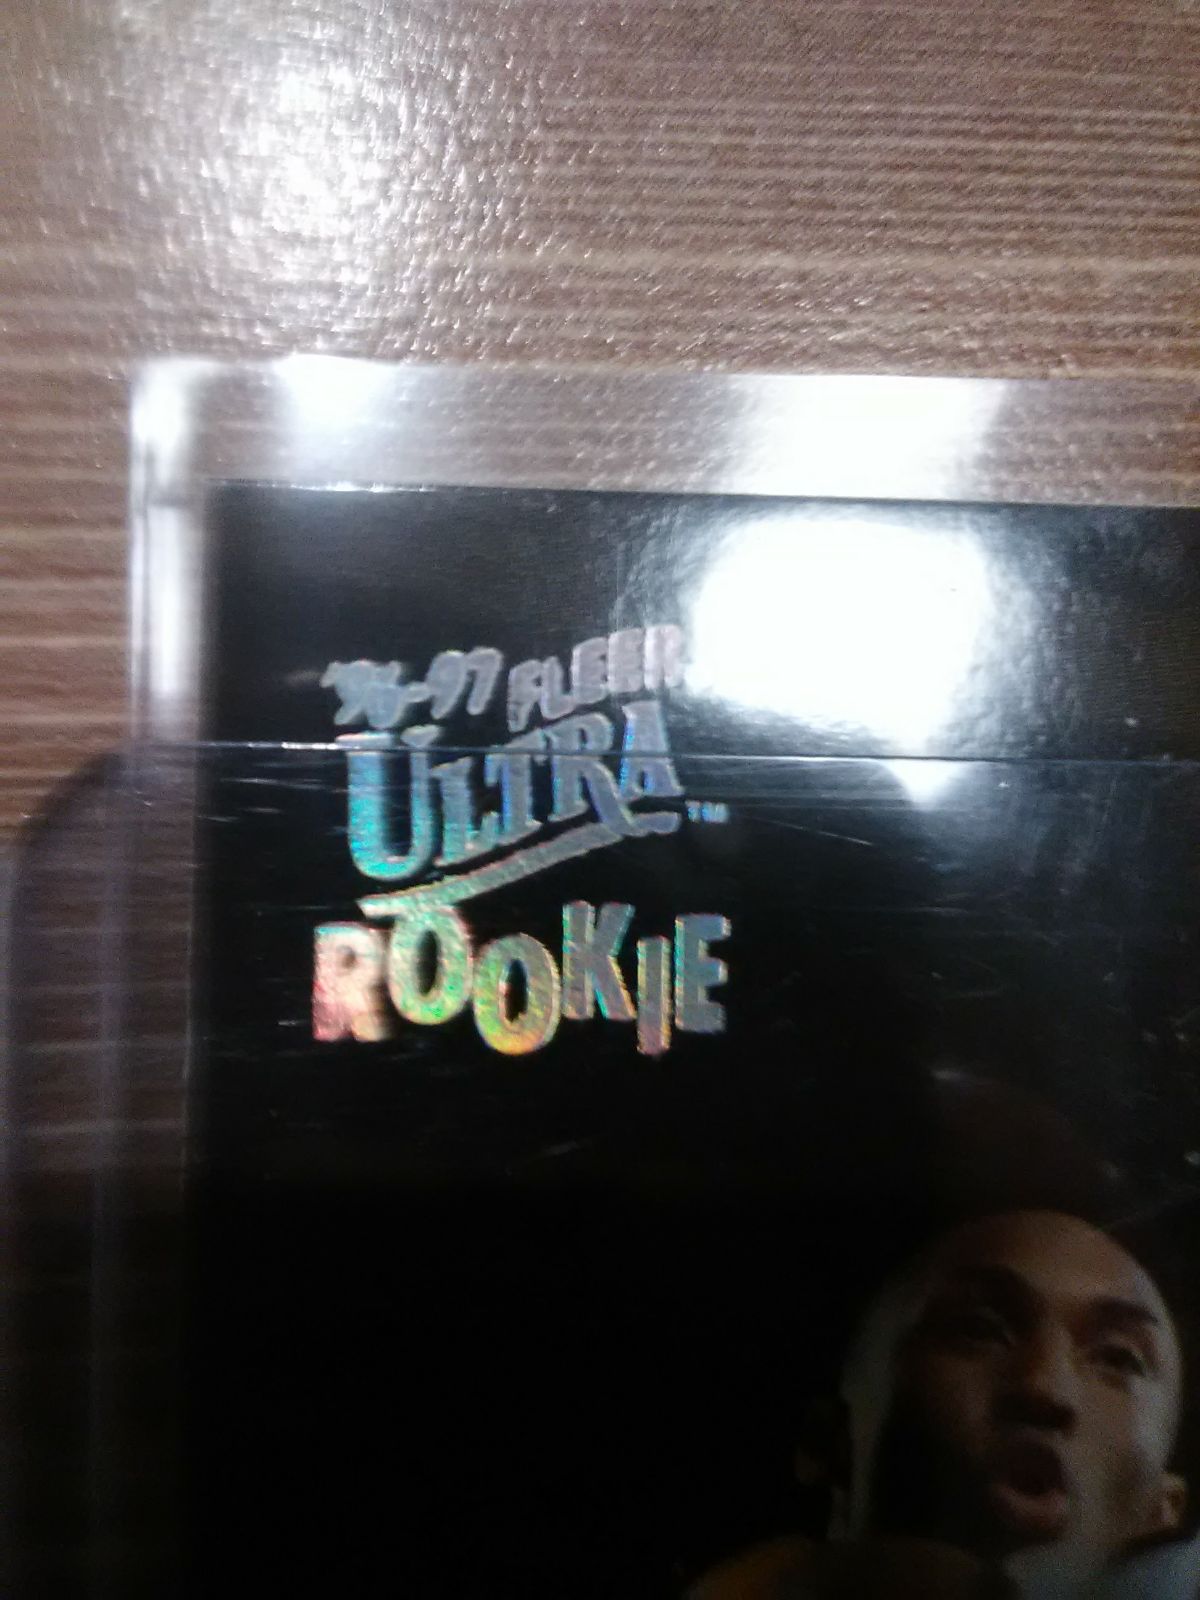 '96-97 FLEER
ULTRA™
ROOKIE